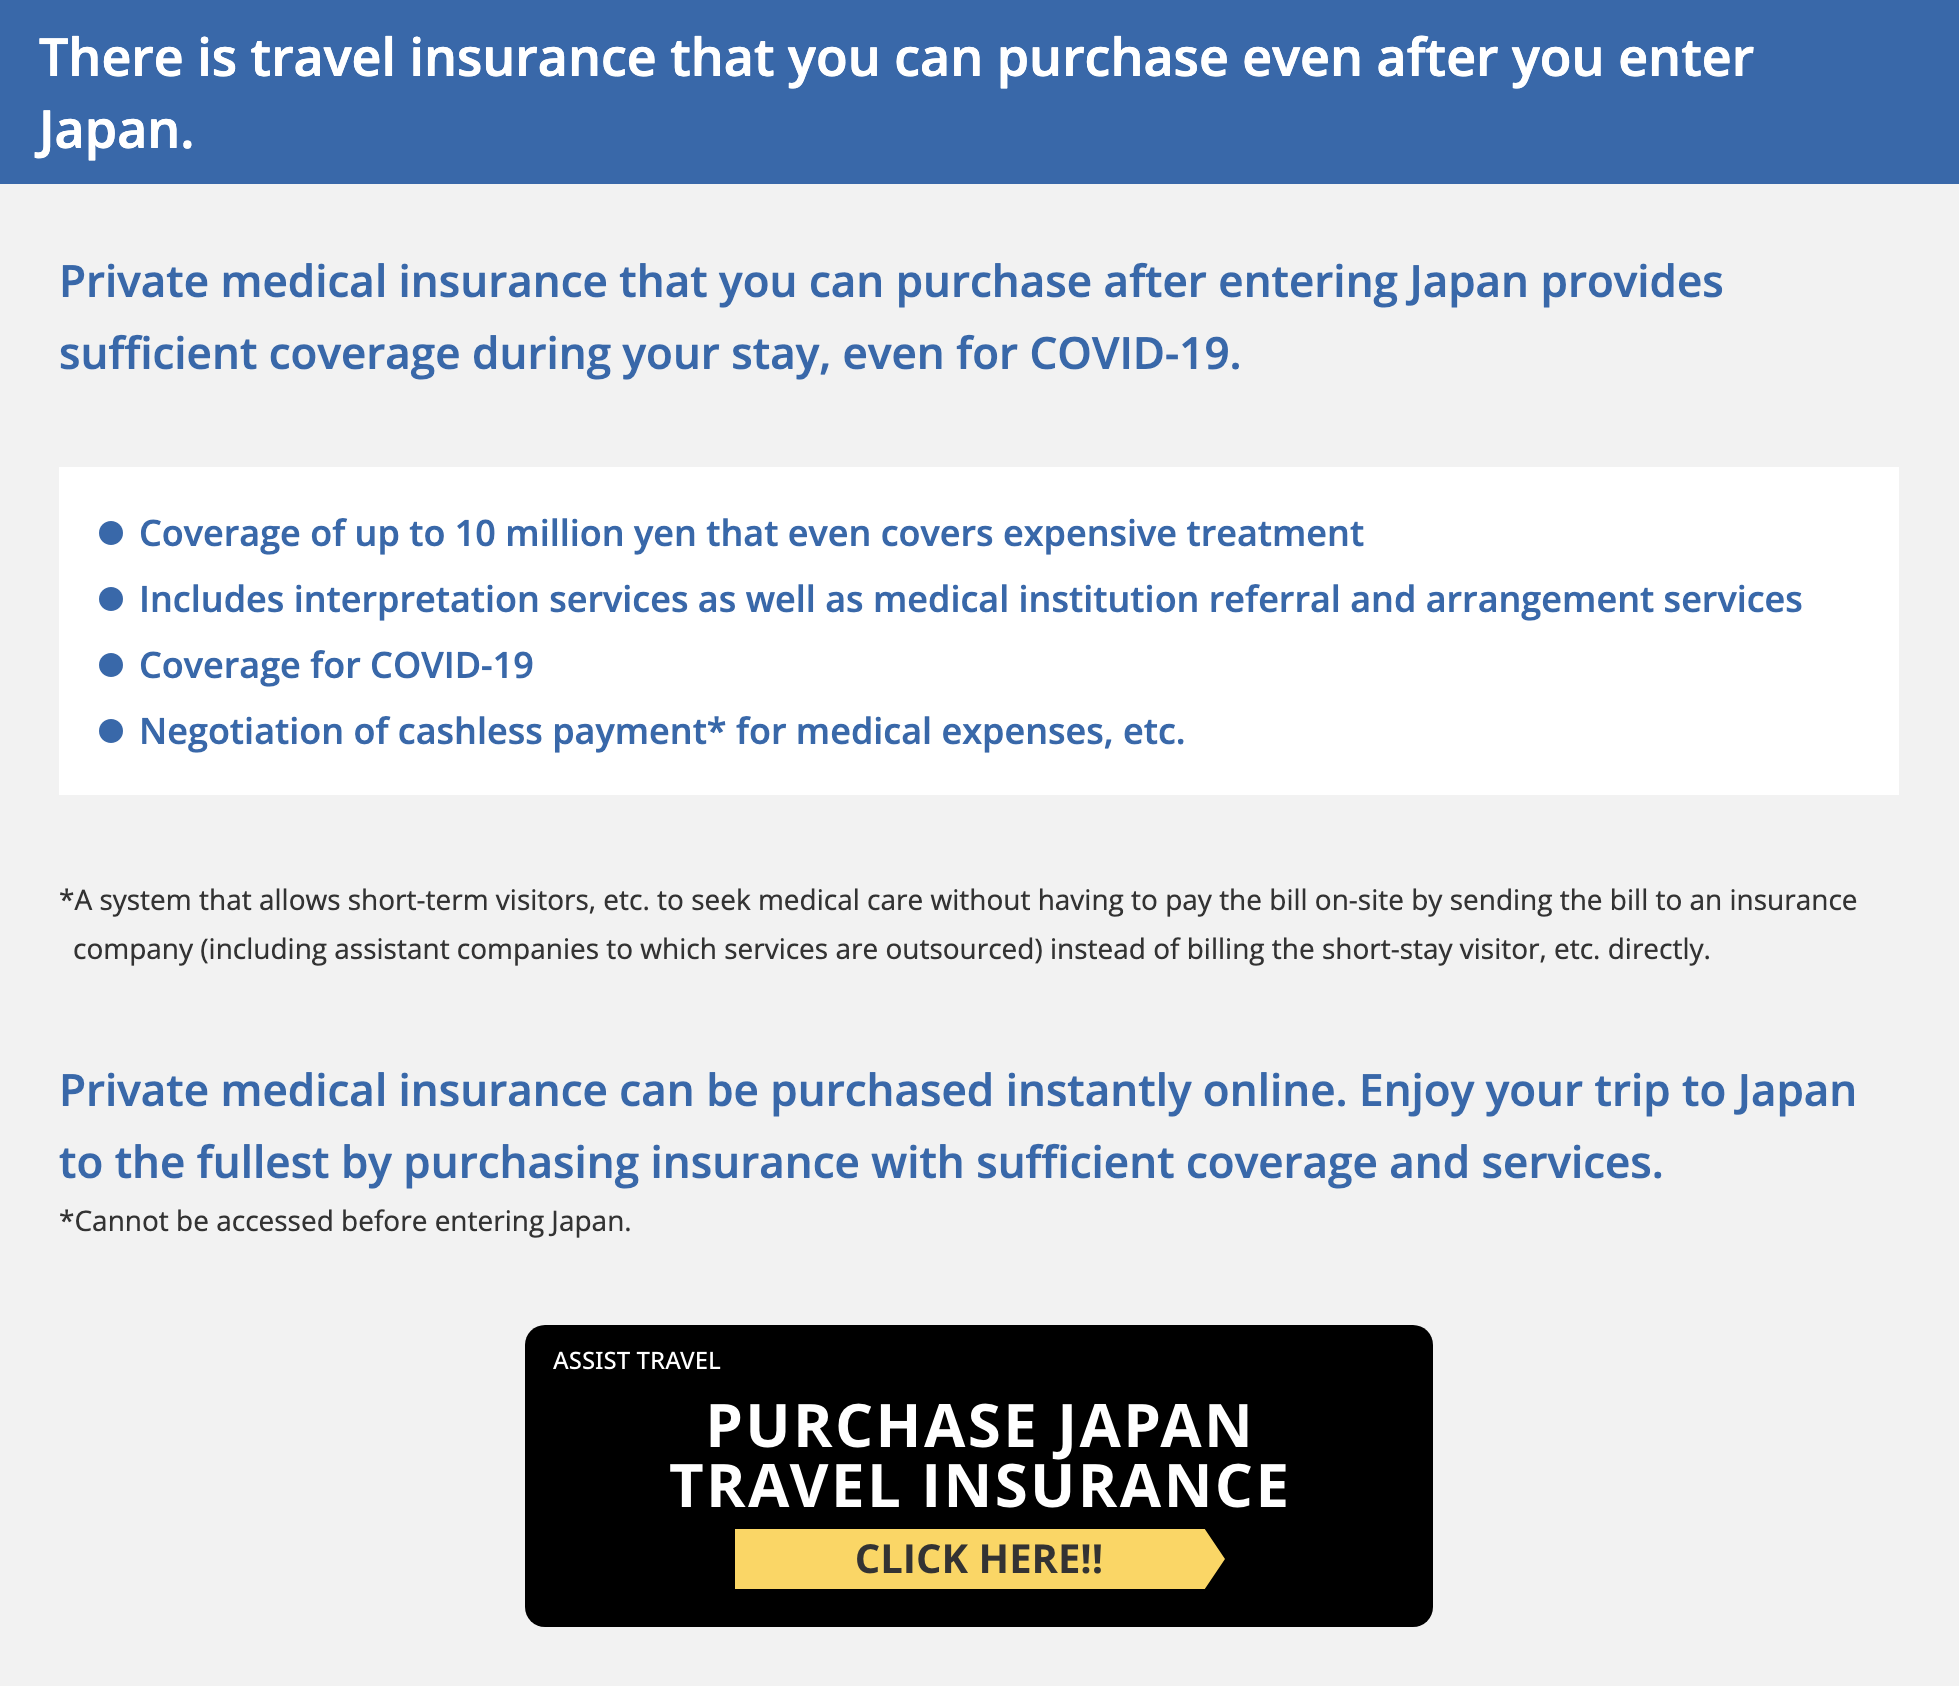 There is travel insurance that you can purchase even after you enter
Japan.
Private medical insurance that you can purchase after entering Japan provides
sufficient coverage during your stay, even for COVID-19.
● Coverage of up to 10 million yen that even covers expensive treatment
● Includes interpretation services as well as medical institution referral and arrangement services
● Coverage for COVID-19
● Negotiation of cashless payment* for medical expenses, etc.
*A system that allows short-term visitors, etc. to seek medical care without having to pay the bill on-site by sending the bill to an insurance
company (including assistant companies to which services are outsourced) instead of billing the short-stay visitor, etc. directly.
Private medical insurance can be purchased instantly online. Enjoy your trip to Japan
to the fullest by purchasing insurance with sufficient coverage and services.
*Cannot be accessed before entering Japan.
ASSIST TRAVEL
PURCHASE JAPAN
TRAVEL INSURANCE
CLICK HERE!!